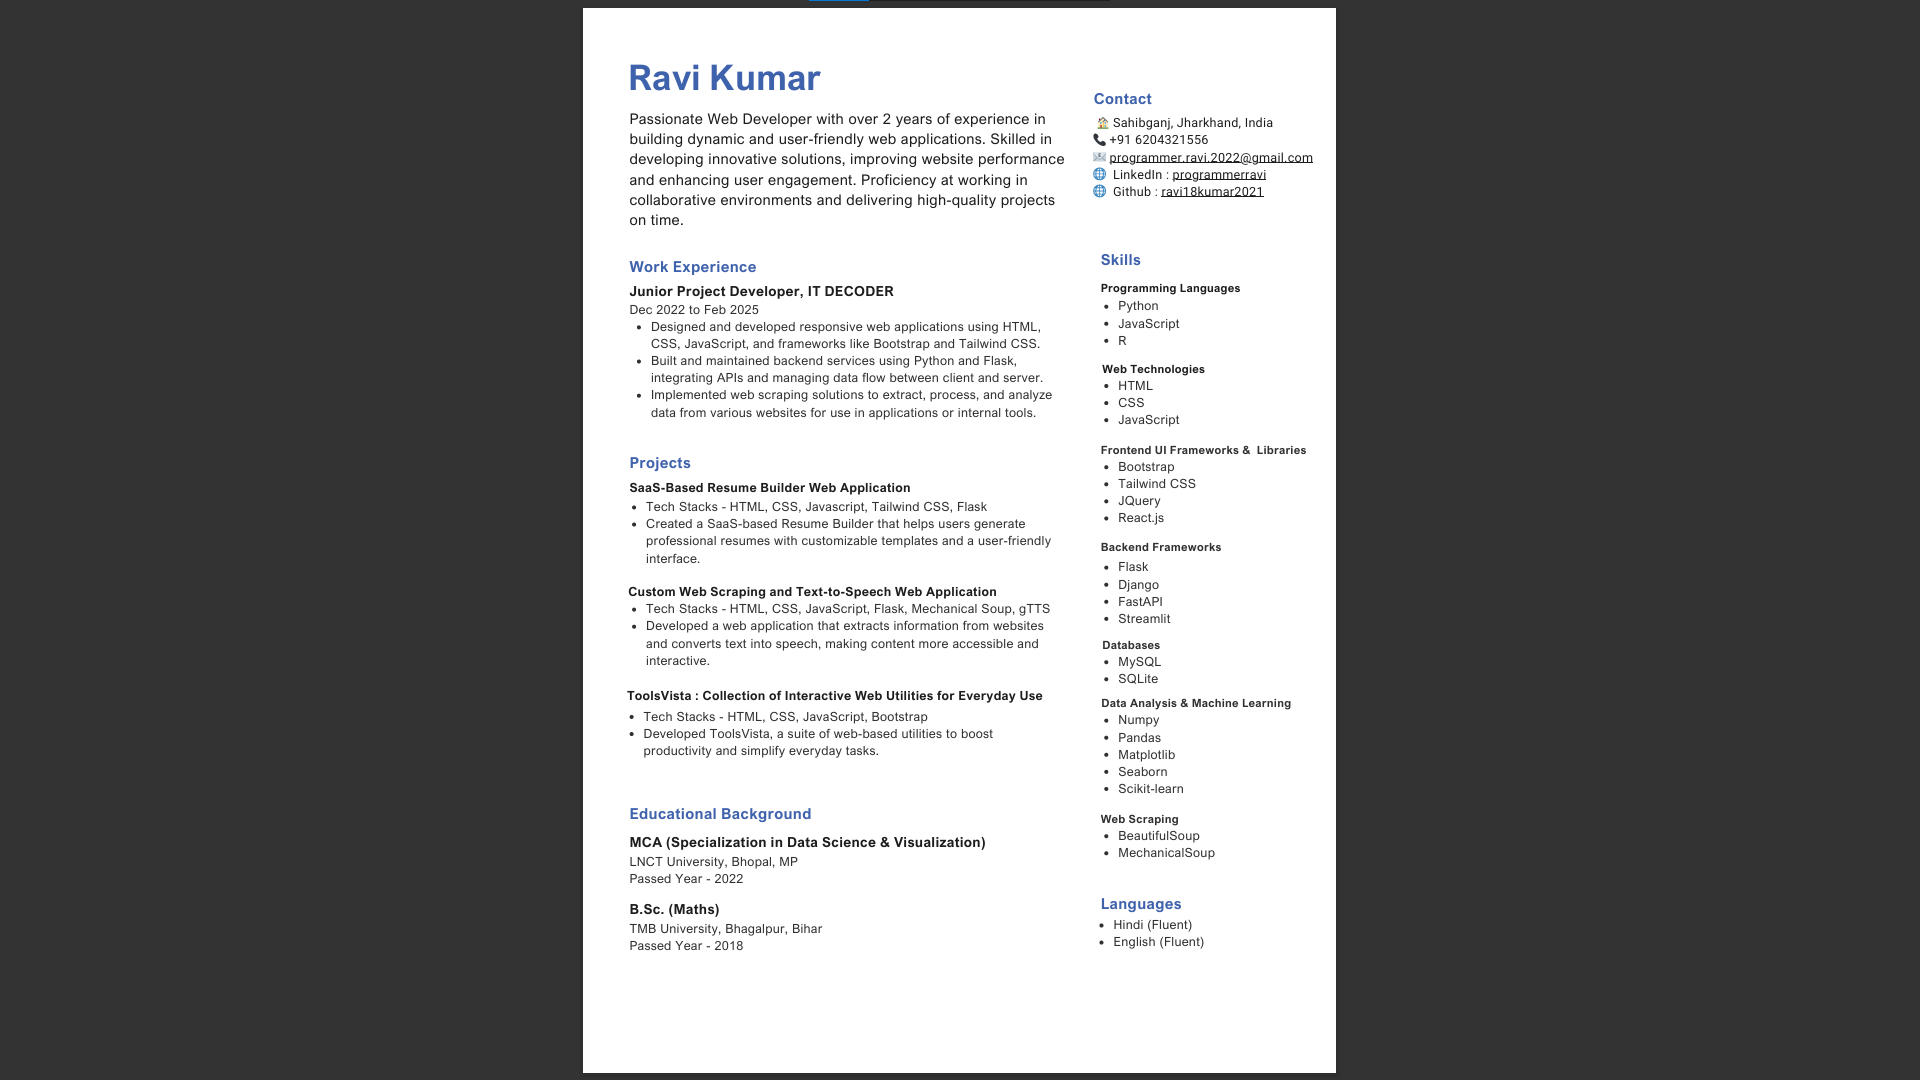 Ravi Kumar
Passionate Web Developer with over 2 years of experience in
building dynamic and user-friendly web applications. Skilled in
developing innovative solutions, improving website performance
and enhancing user engagement. Proficiency at working in
collaborative environments and delivering high-quality projects
on time.
Work Experience
Junior Project Developer, IT DECODER
Dec 2022 to Feb 2025
• Designed and developed responsive web applications using HTML,
CSS, JavaScript, and frameworks like Bootstrap and Tailwind CSS.
• Built and maintained backend services using Python and Flask,
integrating APIs and managing data flow between client and server.
• Implemented web scraping solutions to extract, process, and analyze
data from various websites for use in applications or internal tools.
Projects
SaaS-Based Resume Builder Web Application
• Tech Stacks - HTML, CSS, Javascript, Tailwind CSS, Flask
• Created a SaaS-based Resume Builder that helps users generate
professional resumes with customizable templates and a user-friendly
interface.
Custom Web Scraping and Text-to-Speech Web Application
• Tech Stacks - HTML, CSS, JavaScript, Flask, Mechanical Soup, gTTS
• Developed a web application that extracts information from websites
and converts text into speech, making content more accessible and
interactive.
ToolsVista : Collection of Interactive Web Utilities for Everyday Use
• Tech Stacks - HTML, CSS, JavaScript, Bootstrap
• Developed ToolsVista, a suite of web-based utilities to boost
productivity and simplify everyday tasks.
Educational Background
MCA (Specialization in Data Science & Visualization)
LNCT University, Bhopal, MP
Passed Year - 2022
B.Sc. (Maths)
TMB University, Bhagalpur, Bihar
Passed Year - 2018
Contact
Sahibganj, Jharkhand, India
+91 6204321556
programmer.ravi.2022@gmail.com
LinkedIn : programmerravi
Github : ravi18kumar2021
Skills
Programming Languages
• Python
• JavaScript
• R
Web Technologies
• HTML
• CSS
• JavaScript
Frontend UI Frameworks & Libraries
• Bootstrap
• Tailwind CSS
• JQuery
• React.js
Backend Frameworks
• Flask
• Django
• FastAPI
• Streamlit
Databases
• MySQL
• SQLite
Data Analysis & Machine Learning
• Numpy
• Pandas
• Matplotlib
• Seaborn
• Scikit-learn
Web Scraping
• BeautifulSoup
• MechanicalSoup
Languages
• Hindi (Fluent)
• English (Fluent)